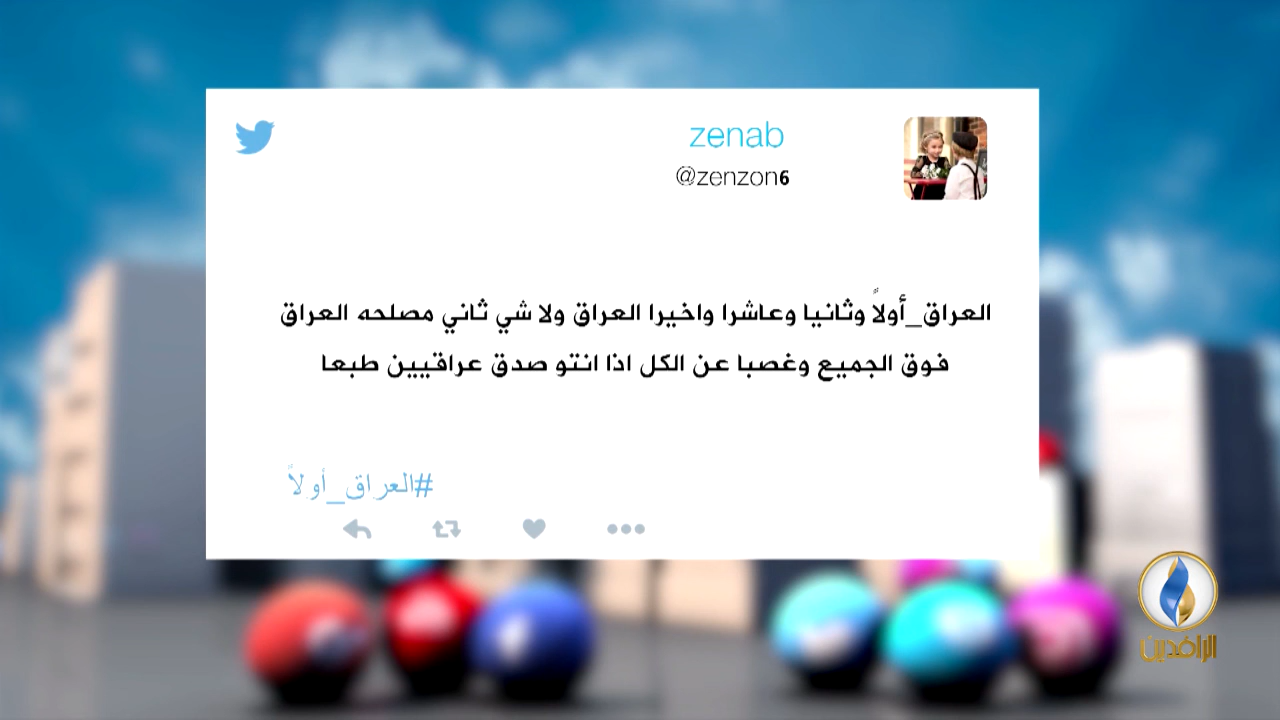 zenab
@zenzon6
العراق_أولاً وثانيا وعاشرا واخيرا العراق ولا شي ثاني مصلحه العراق
فوق الجميع وغصبا عن الكل اذا انتو صدق عراقيين طبعا
#العراق_أولاً
الرافدين